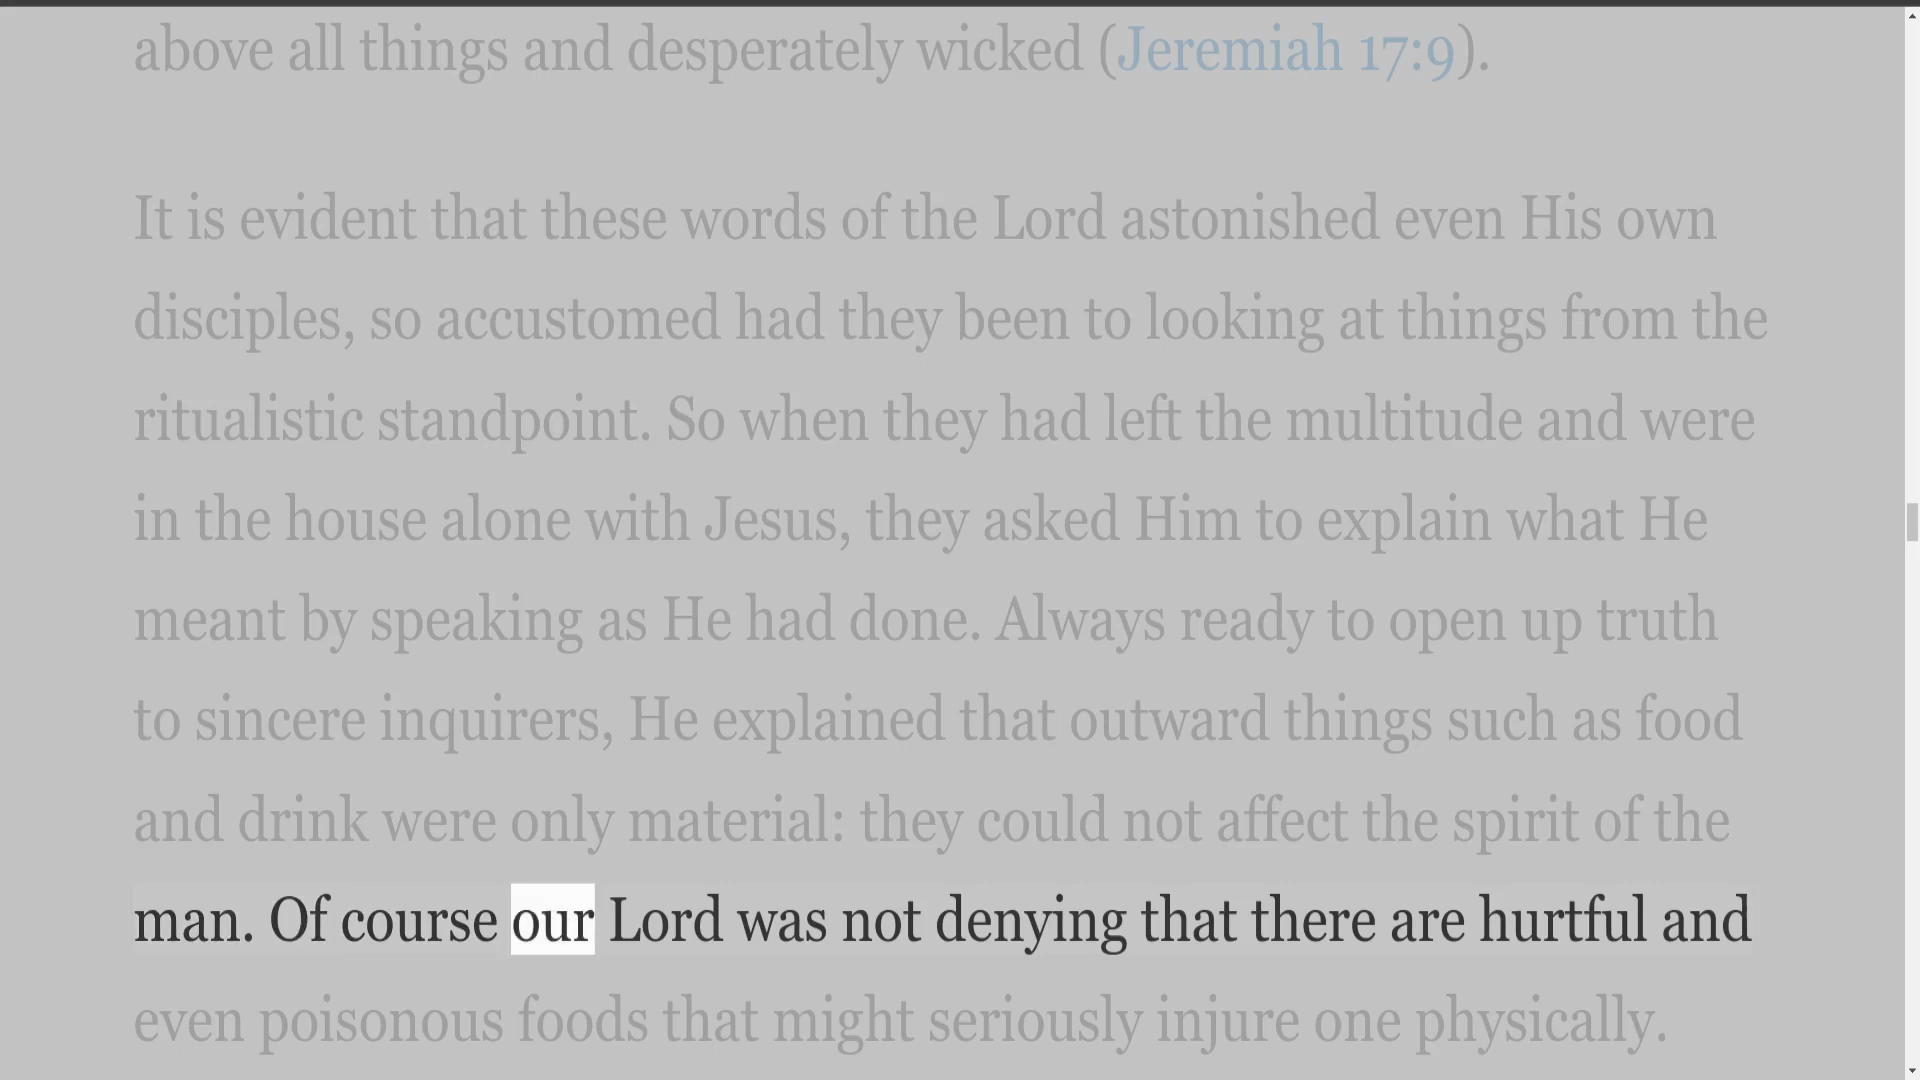 above all things and desperately wicked (Jeremiah 17:9).
It is evident that these words of the Lord astonished even His own
disciples, so accustomed had they been to looking at things from the
ritualistic standpoint. So when they had left the multitude and were
in the house alone with Jesus, they asked Him to explain what He
meant by speaking as He had done. Always ready to open up truth
to sincere inquirers, He explained that outward things such as food
and drink were only material: they could not affect the spirit of the
man. Of course our Lord was not denying that there are hurtful and
even poisonous foods that might seriously injure one physically.